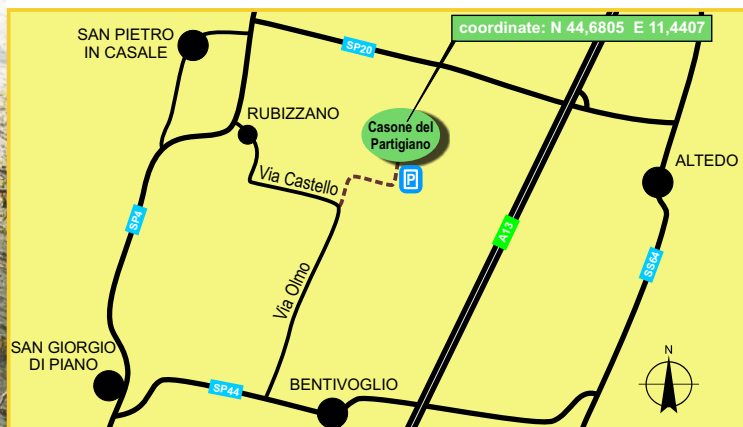 coordinate: N 44,6805 E 11,4407
SAN PIETRO
IN CASALE
SP20
RUBIZZANO
Casone del
Partigiano
P
Via Castello
ALTEDO
SP4
A13
SS64
Via Olmo
SAN GIORGIO
DI PIANO
SP44
BENTIVOGLIO
N